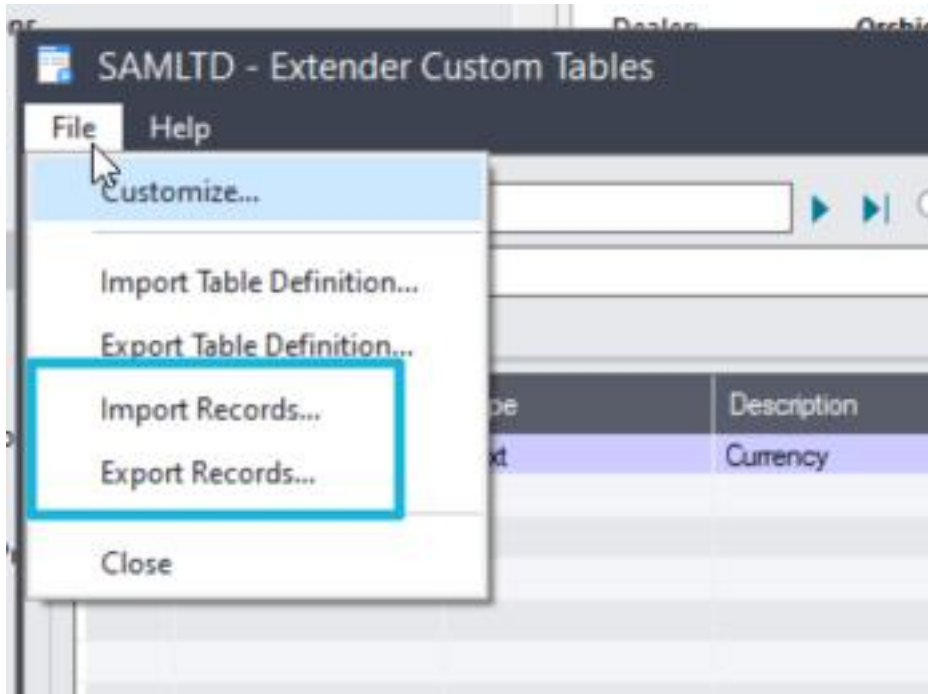 Dealer:
SAMLTD - Extender Custom Tables
File Help
Customize...
Import Table Definition...
Export Table Definition...
Import Records...
Description
Export Records...
Currency
Close